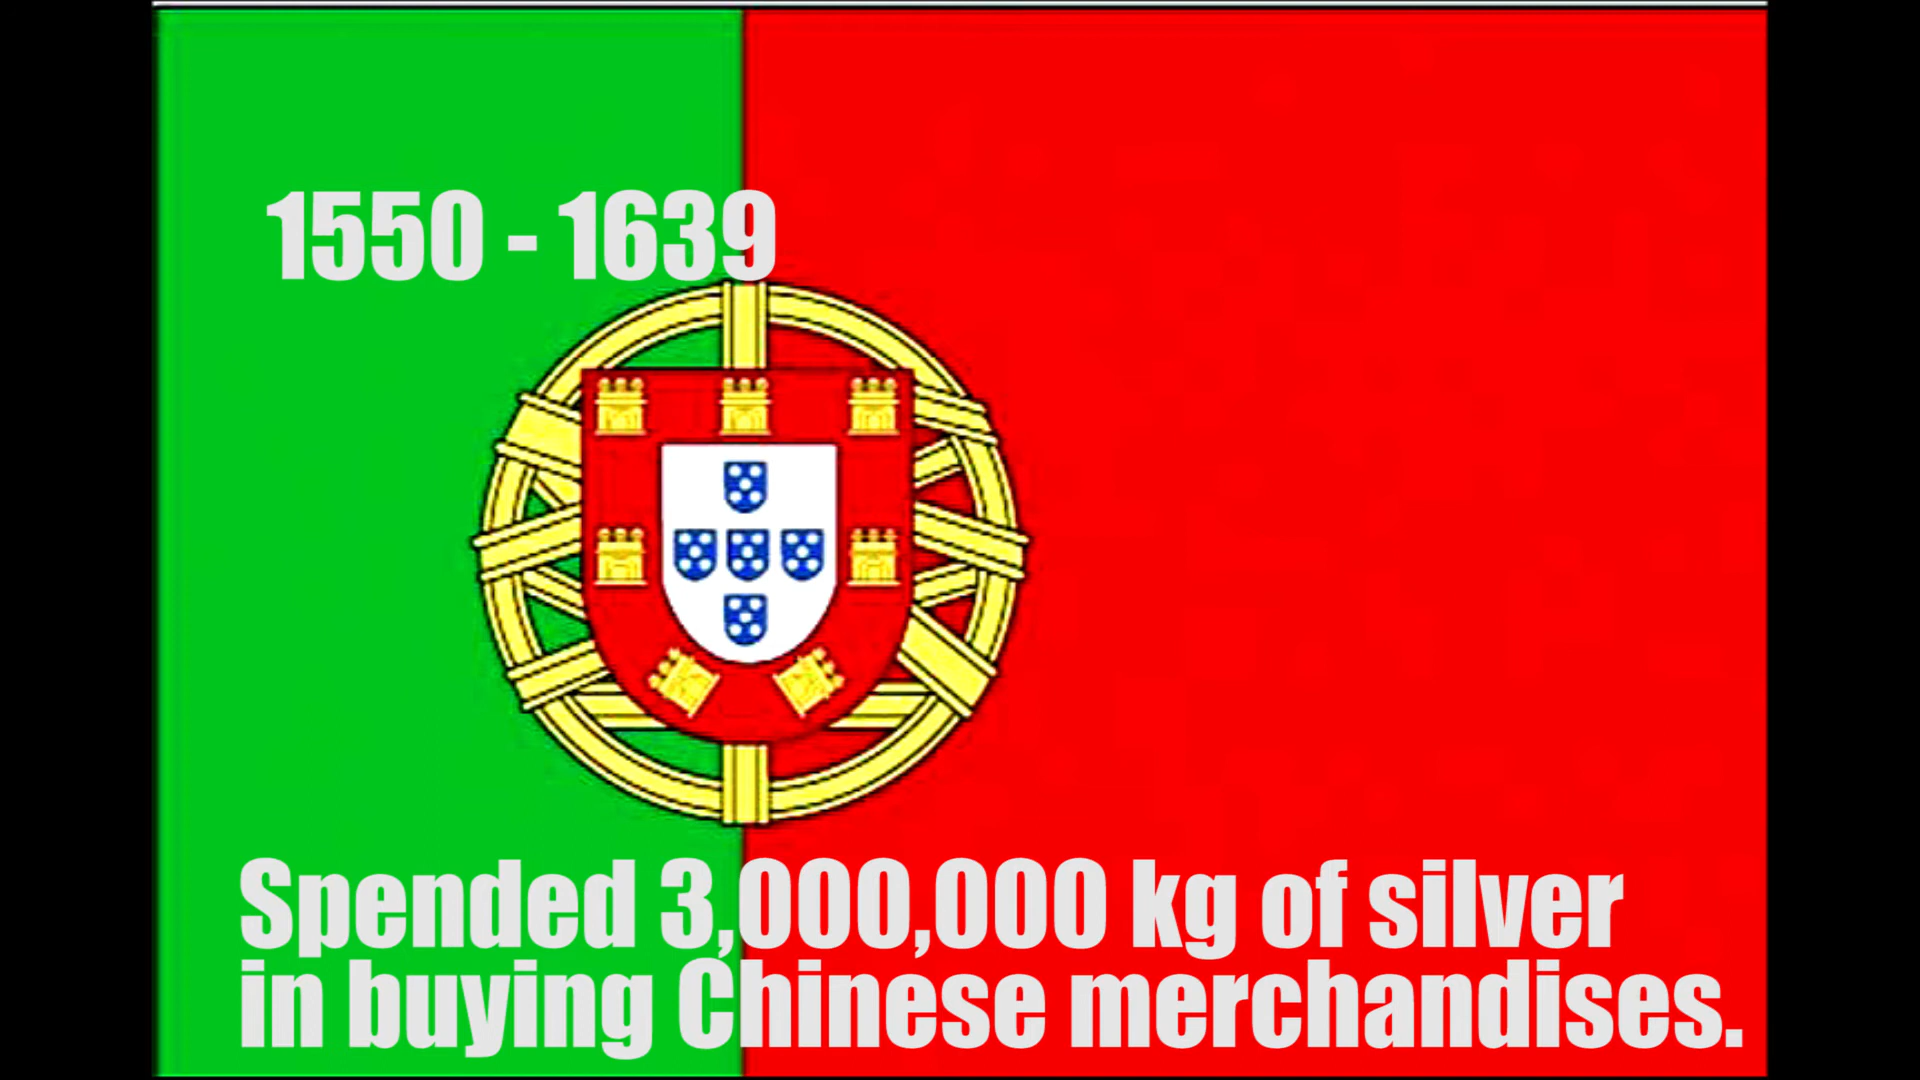 1550 - 1639
Spended 3,000,000 kg of silver
in buying Chinese merchandises.